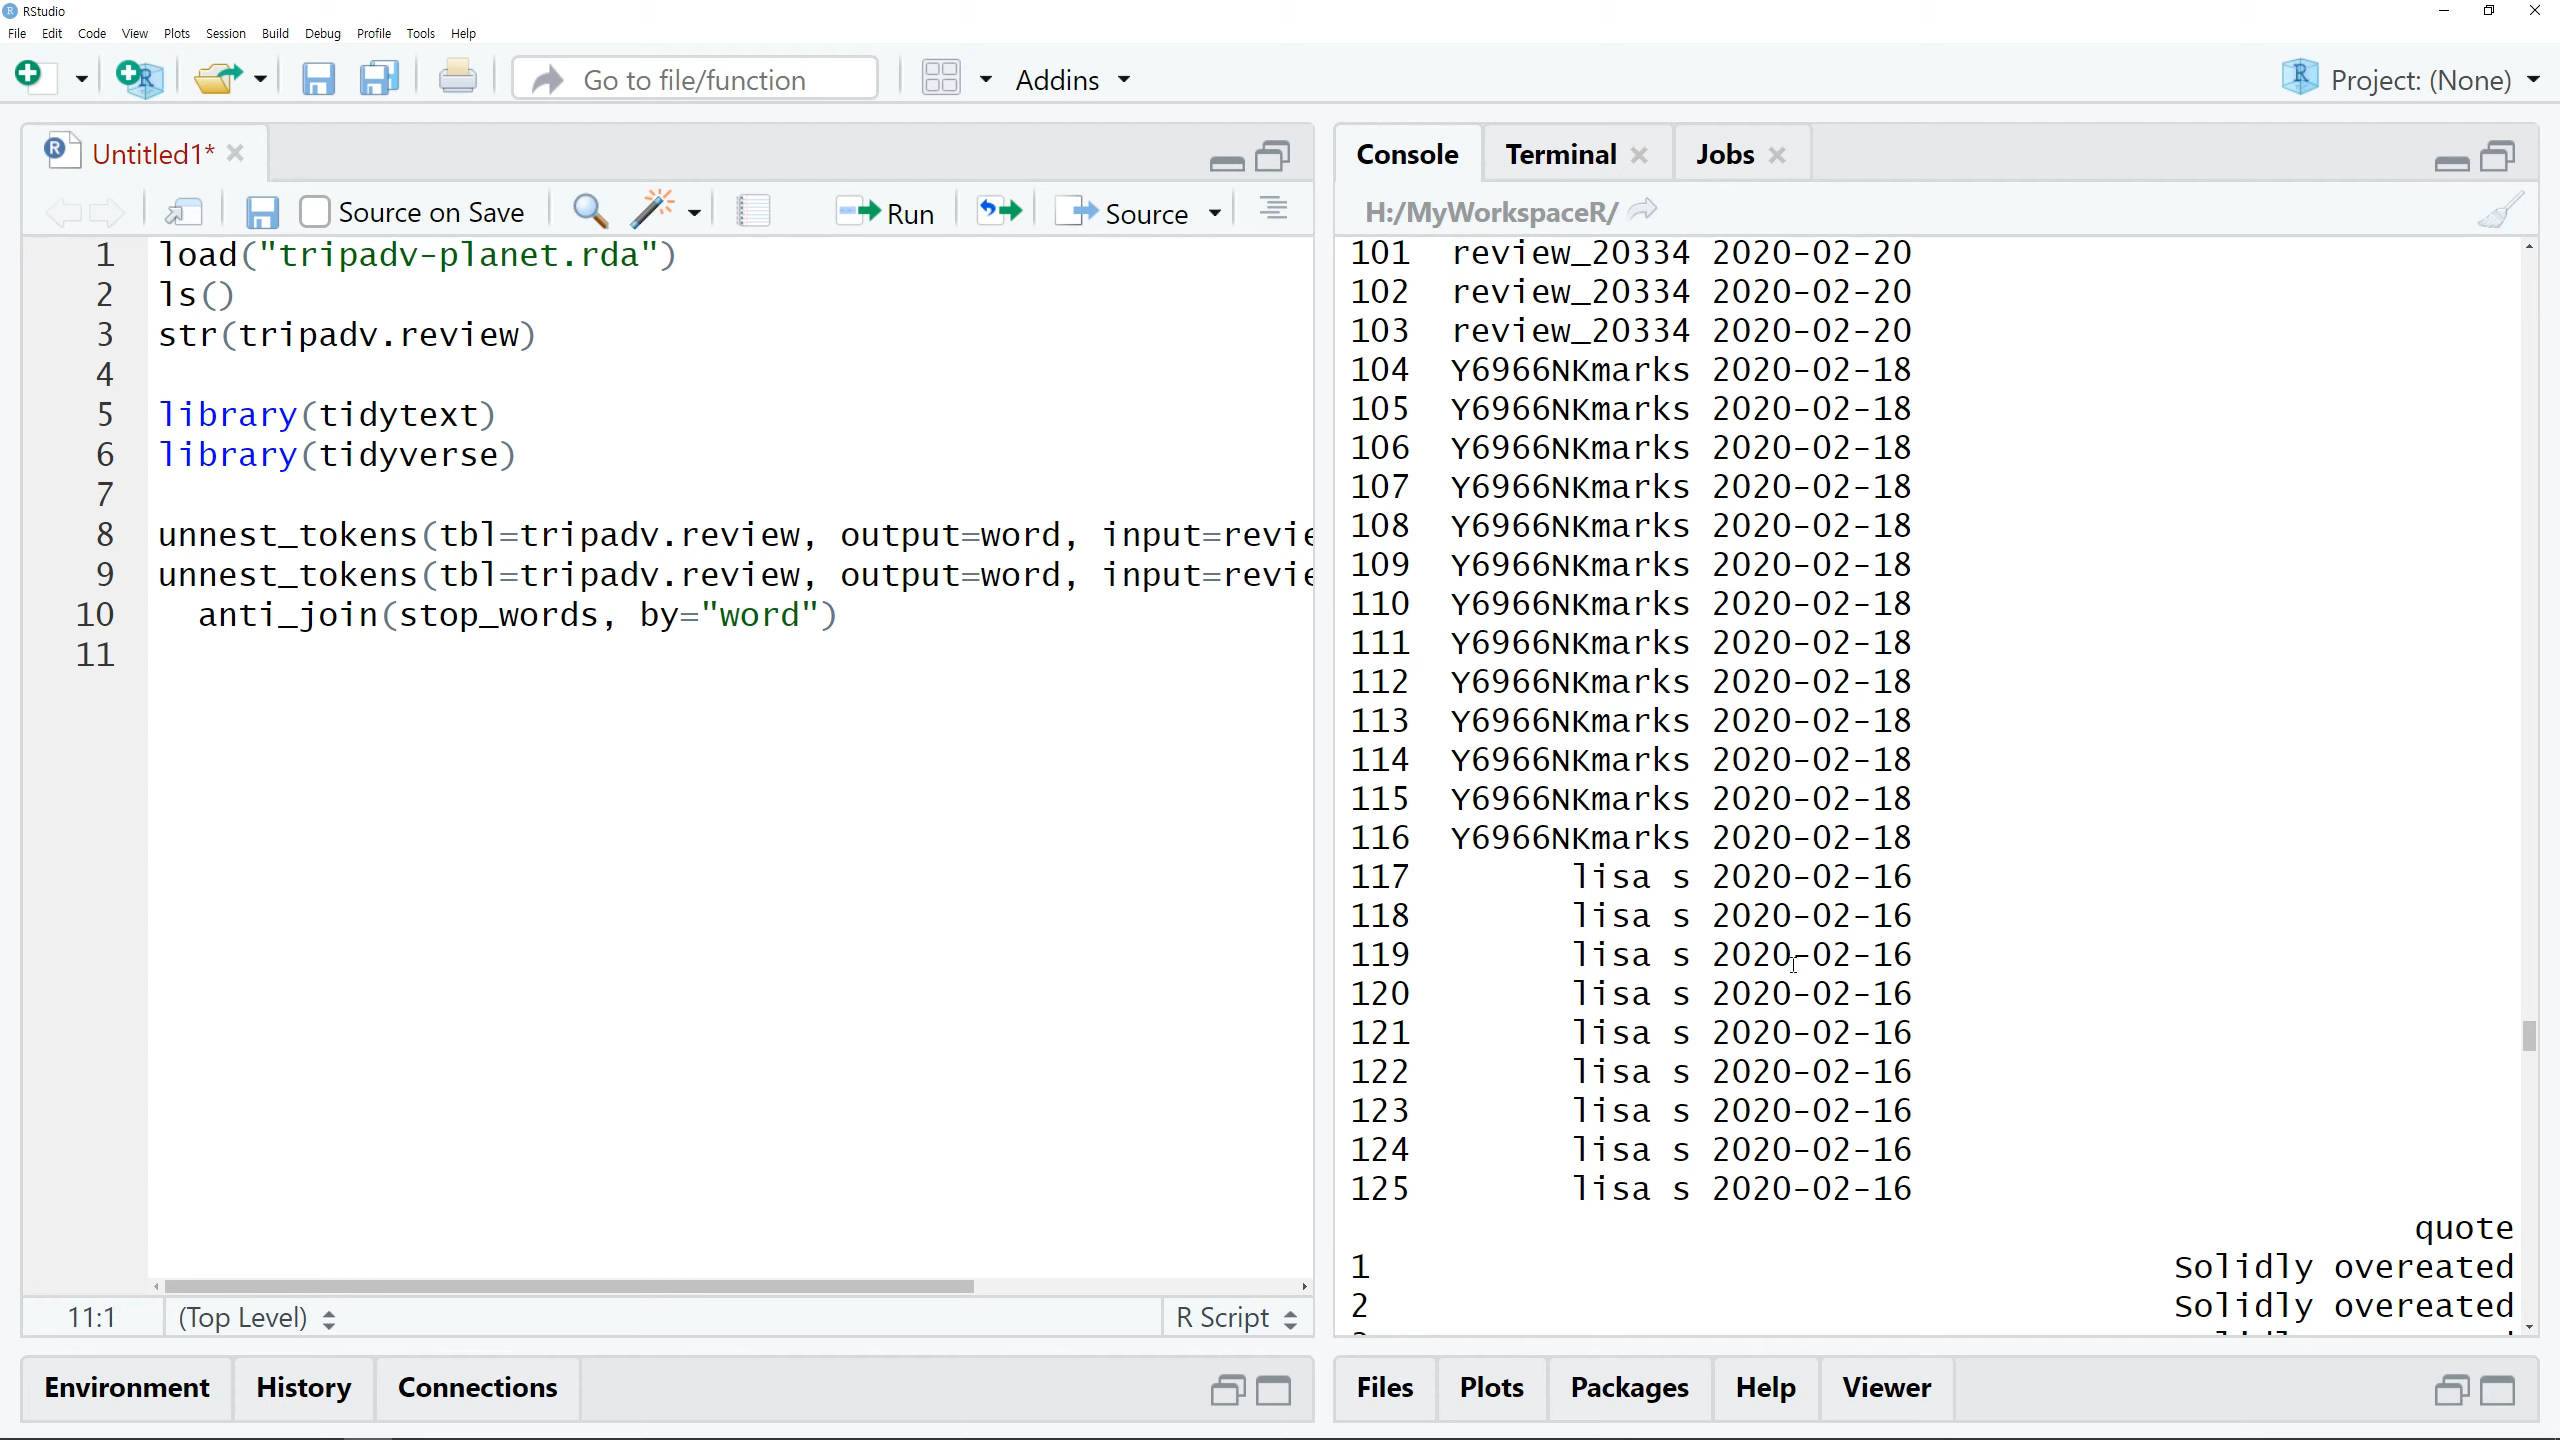 RStudio
File Edit Code View Plots Session Build Debug Profile Tools Help
Go to file/function Addins Project: (None)
Untitled1*
Source on Save Run Source
1 load("tripadv-planet.rda")
2 ls()
3 str(tripadv.review)
4
5 library(tidytext)
6 library(tidyverse)
7
8 unnest_tokens(tbl=tripadv.review, output=word, input=revie
9 unnest_tokens(tbl=tripadv.review, output=word, input=revie
10 anti_join(stop_words, by="word")
11
11:1 (Top Level) R Script
Environment History Connections
Console Terminal Jobs
H:/MyWorkspaceR/
101 review_20334 2020-02-20
102 review_20334 2020-02-20
103 review_20334 2020-02-20
104 Y6966NKmarks 2020-02-18
105 Y6966NKmarks 2020-02-18
106 Y6966NKmarks 2020-02-18
107 Y6966NKmarks 2020-02-18
108 Y6966NKmarks 2020-02-18
109 Y6966NKmarks 2020-02-18
110 Y6966NKmarks 2020-02-18
111 Y6966NKmarks 2020-02-18
112 Y6966NKmarks 2020-02-18
113 Y6966NKmarks 2020-02-18
114 Y6966NKmarks 2020-02-18
115 Y6966NKmarks 2020-02-18
116 Y6966NKmarks 2020-02-18
117 lisa s 2020-02-16
118 lisa s 2020-02-16
119 lisa s 2020-02-16
120 lisa s 2020-02-16
121 lisa s 2020-02-16
122 lisa s 2020-02-16
123 lisa s 2020-02-16
124 lisa s 2020-02-16
125 lisa s 2020-02-16
quote
1 Solidly overeated
2 Solidly overeated
Files Plots Packages Help Viewer